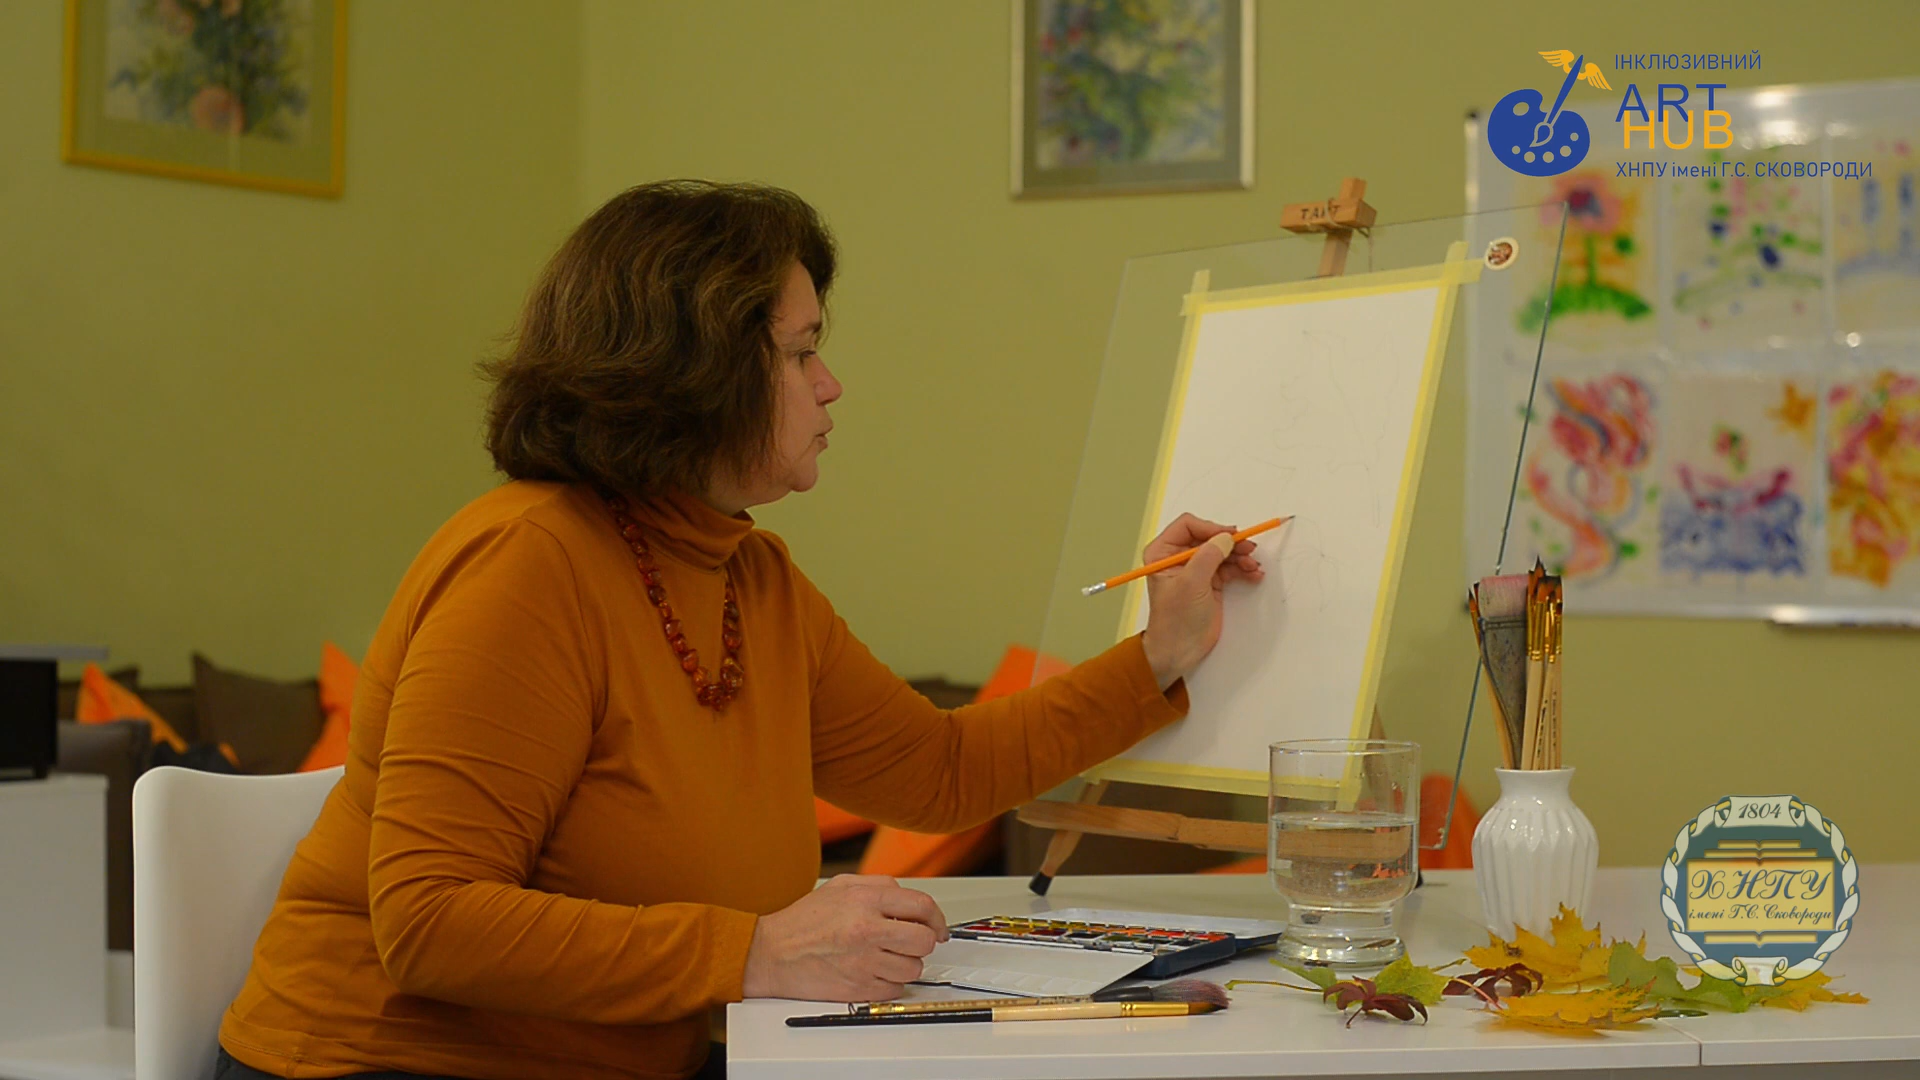 ІНКЛЮЗИВНИЙ
ART
HUB
ХНПУ імені Г.С. СКОВОРОДИ
1804
ХНПУ
імені Г.С. Сковороди